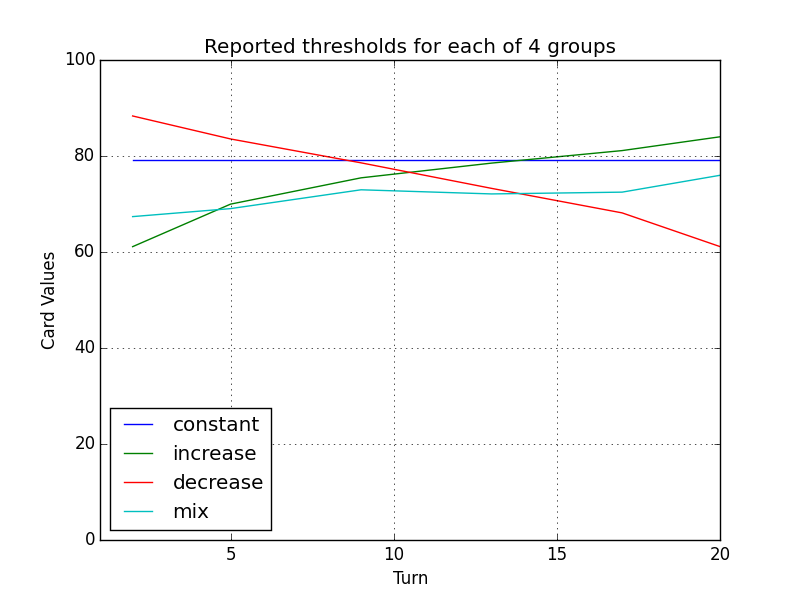 Reported thresholds for each of 4 groups
100
80
60
40
20
0
Card Values
constant
increase
decrease
mix
5
10
15
20
Turn